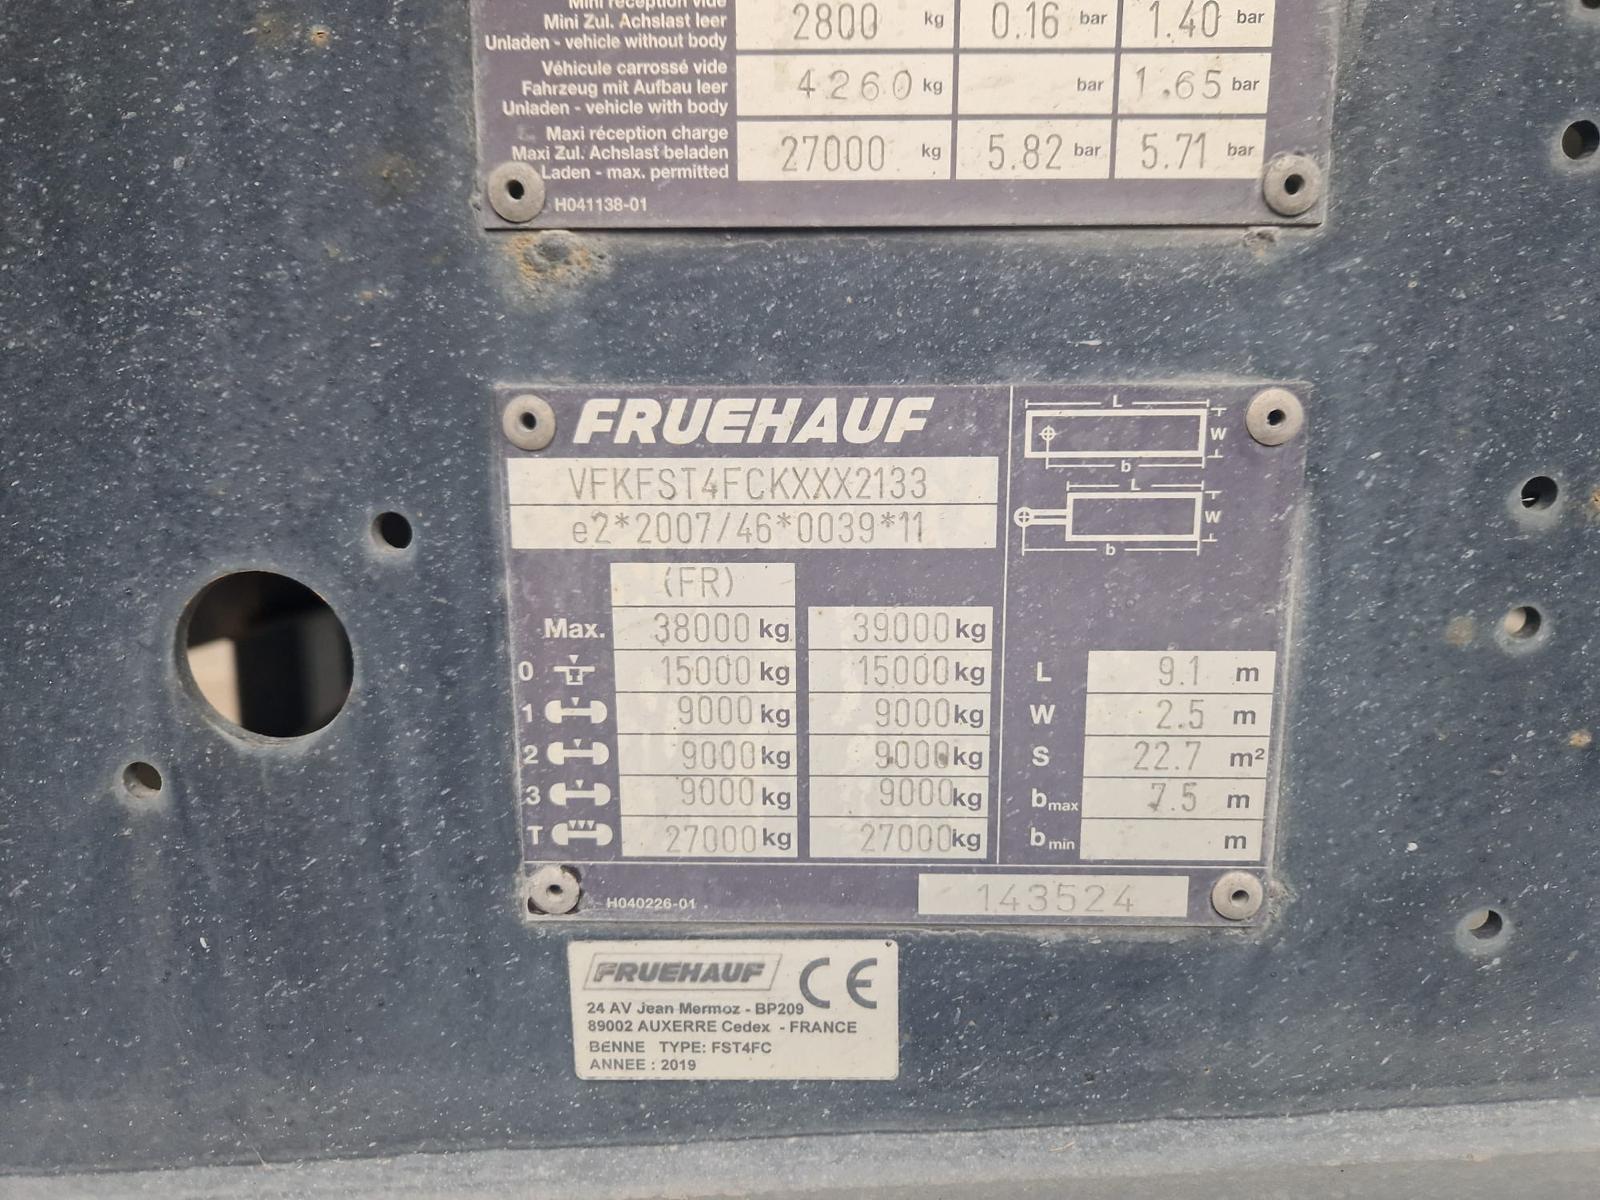 Mini réception vide
Mini Zul. Achslast leer
Unladen - vehicle without body
2800 kg 0.16 bar 1.40 bar
Véhicule carrossé vide
Fahrzeug mit Aufbau leer
Unladen - vehicle with body
4260 kg bar 1.65 bar
Maxi réception charge
Maxi Zul. Achslast beladen
Laden - max. permitted
27000 kg 5.82 bar 5.71 bar
H041138-01
FRUEHAUF
VFKFST4FCKXXX2133
e2*2007/46*0039*11
L
W
b
L
W
b
(FR)
Max. 38000 kg 39000 kg
0 15000 kg 15000 kg L 9.1 m
1 9000 kg 9000 kg W 2.5 m
2 9000 kg 9000 kg S 22.7 m²
3 9000 kg 9000 kg bmax 7.5 m
T 27000 kg 27000 kg bmin m
H040226-01
143524
FRUEHAUF CE
24 AV Jean Mermoz - BP209
89002 AUXERRE Cedex - FRANCE
BENNE TYPE: FST4FC
ANNEE : 2019